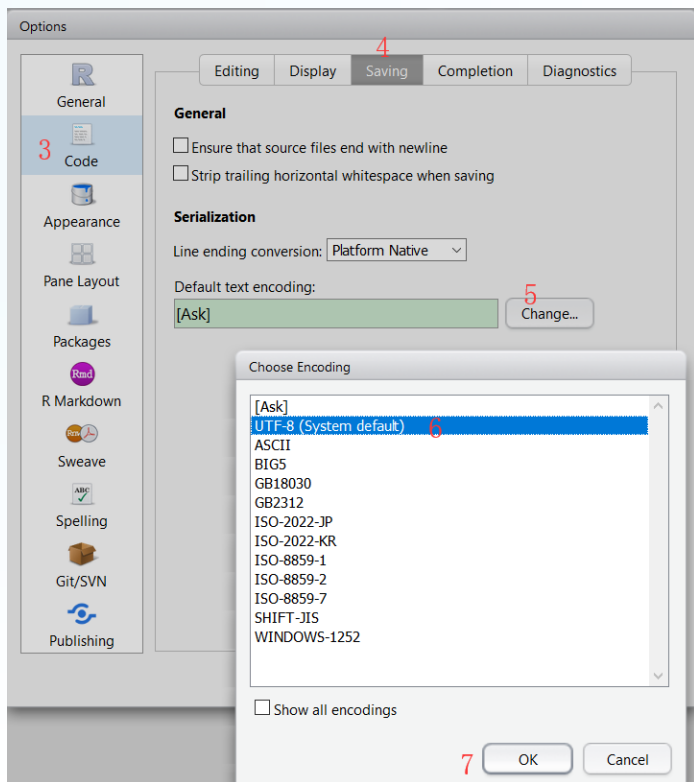 Options
4
Editing Display Saving Completion Diagnostics
General
3
Code
Appearance
Pane Layout
Packages
Rmd
R Markdown
Sweave
ABC
Spelling
Git/SVN
Publishing
General
Ensure that source files end with newline
Strip trailing horizontal whitespace when saving
Serialization
Line ending conversion: Platform Native
Default text encoding:
5
[Ask] Change...
Choose Encoding
[Ask]
UTF-8 (System default) 6
ASCII
BIG5
GB18030
GB2312
ISO-2022-JP
ISO-2022-KR
ISO-8859-1
ISO-8859-2
ISO-8859-7
SHIFT-JIS
WINDOWS-1252
Show all encodings
7 OK Cancel